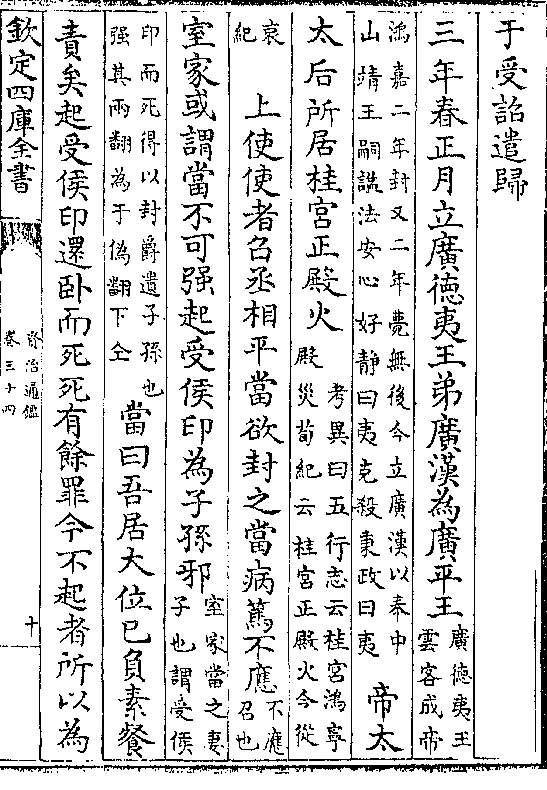 于受詔遣歸
三年春正月立廣德夷王弟廣漢為廣平王廣德夷王雲客成帝
鴻嘉二年封又二年薨無後今立廣漢以奉中山靖王嗣諡法安心好静曰夷克殺秉政曰夷帝太
太后所居桂宮正殿火考異曰五行志云桂宮鴻寧殿災荀紀云桂宮正殿火今從
哀紀上使使者召丞相平當欲封之當病篤不應不應召也
室家或謂當不可强起受侯印為子孫邪室家當之妻子也謂受侯
印而死得以封爵遺子孫也强其兩翻為于偽翻下仝當曰吾居大位已負素餐
責矣起受侯印還卧而死死有餘罪今不起者所以為
欽定四庫全書
資治通鑑
卷三十四
十